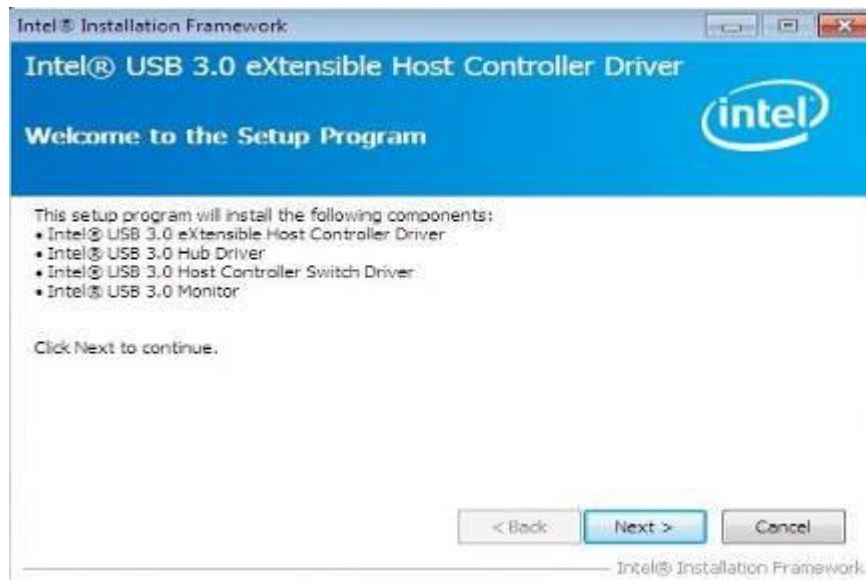 Intel® Installation Framework
Intel® USB 3.0 eXtensible Host Controller Driver
intel
Welcome to the Setup Program
This setup program will install the following components:
• Intel® USB 3.0 eXtensible Host Controller Driver
• Intel® USB 3.0 Hub Driver
• Intel® USB 3.0 Host Controller Switch Driver
• Intel® USB 3.0 Monitor
Click Next to continue.
< Back Next > Cancel
Intel® Installation Framework